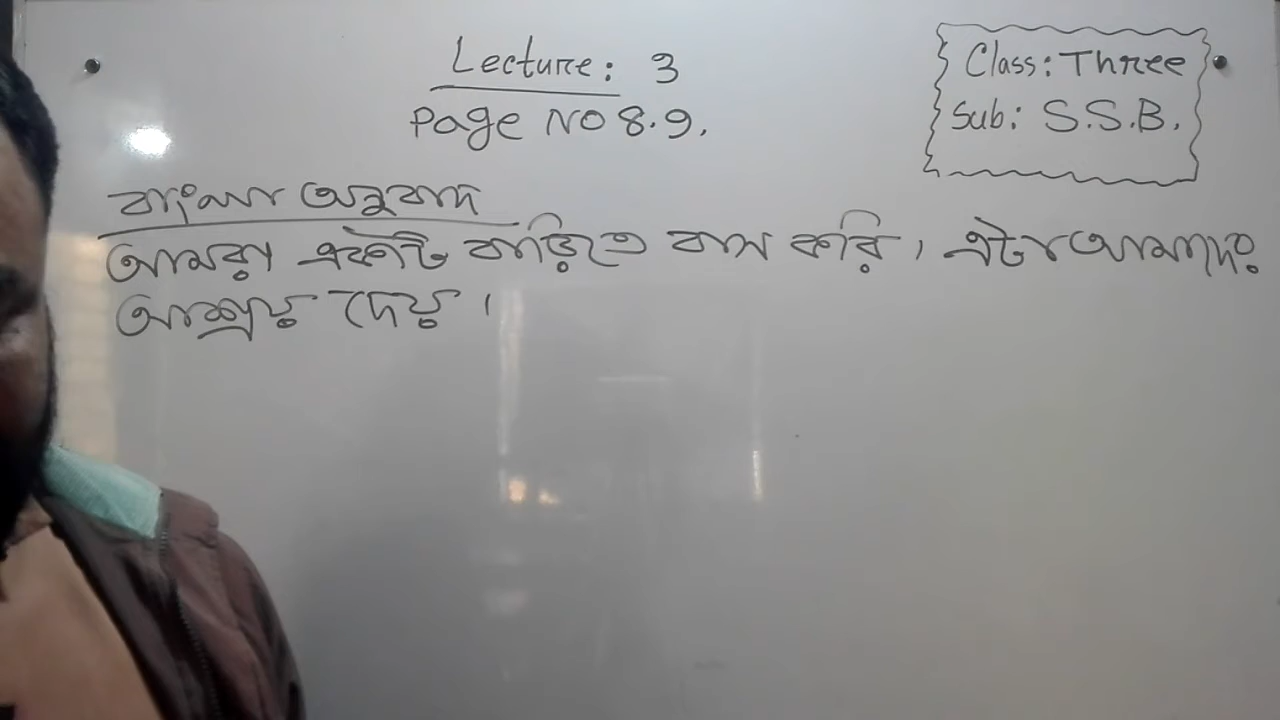 Lecture: 3
Page NO 8.9.
Class: Three
Sub: S.S.B.
বাংলা অনুবাদ
আমরা একটি বাড়িতে বাস করি। এটা আমাদের
আশ্রয় দেয়।